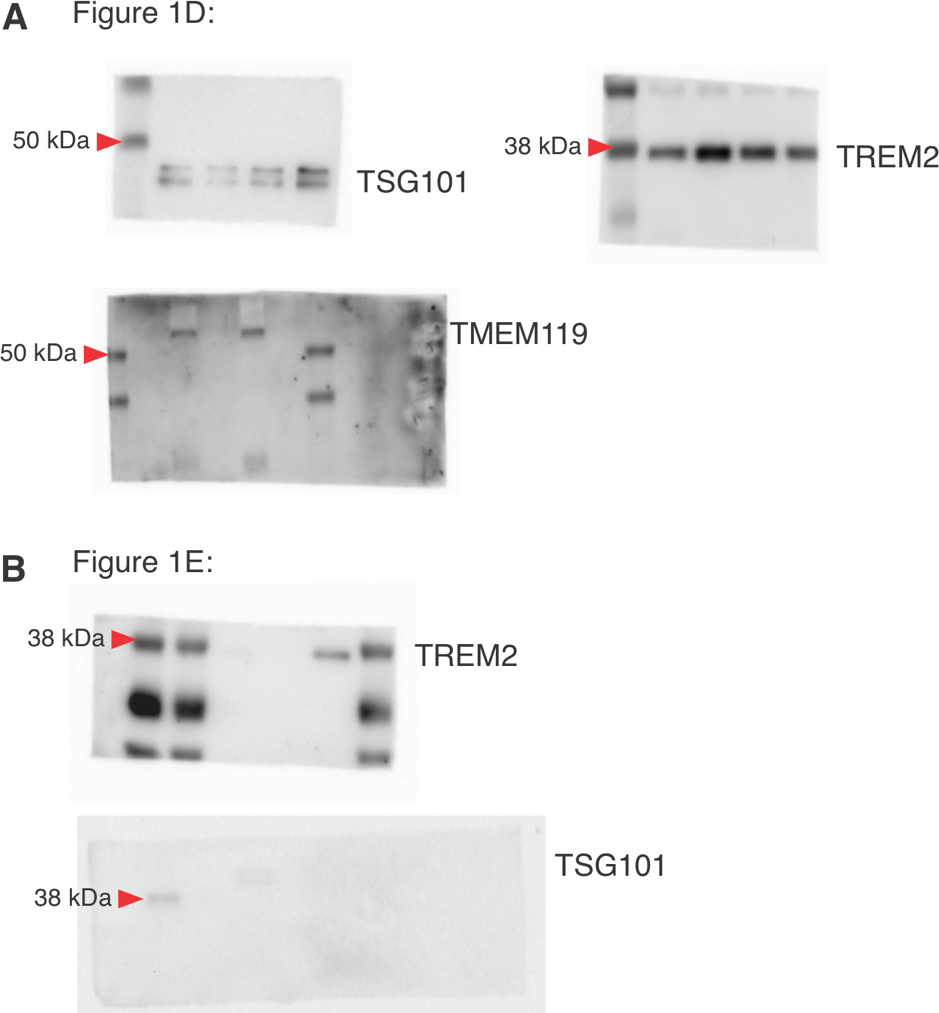 A Figure 1D:
50 kDa
TSG101
38 kDa
TREM2
50 kDa
TMEM119
B Figure 1E:
38 kDa
TREM2
38 kDa
TSG101